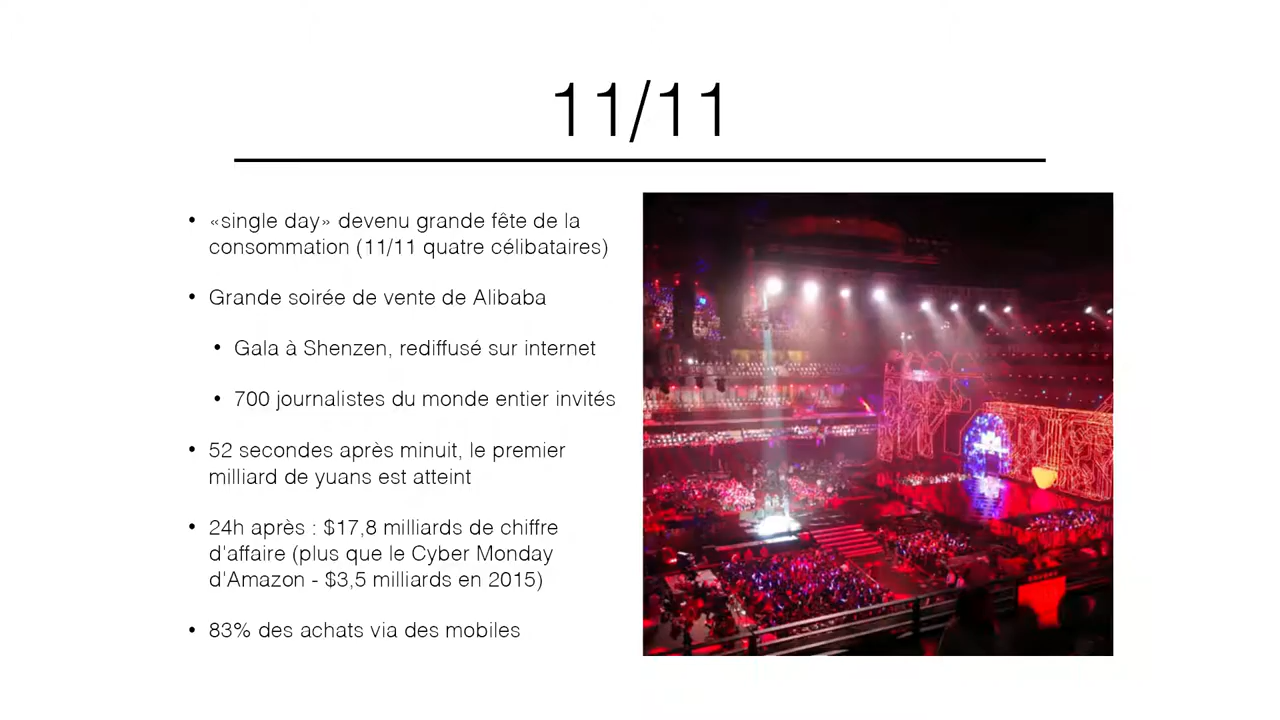 11/11
• «single day» devenu grande fête de la
consommation (11/11 quatre célibataires)
• Grande soirée de vente de Alibaba
• Gala à Shenzen, rediffusé sur internet
• 700 journalistes du monde entier invités
• 52 secondes après minuit, le premier
milliard de yuans est atteint
• 24h après : $17,8 milliards de chiffre
d'affaire (plus que le Cyber Monday
d'Amazon - $3,5 milliards en 2015)
• 83% des achats via des mobiles